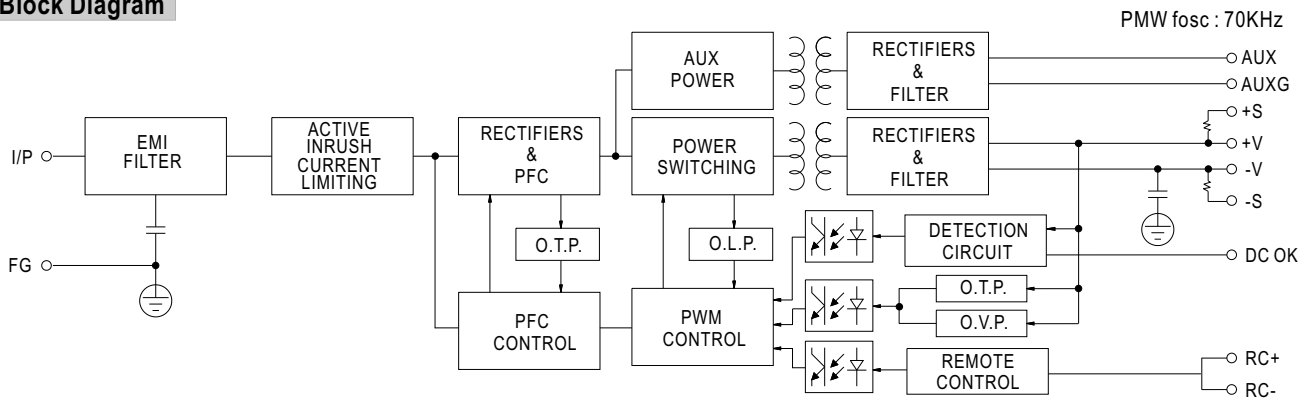 Block Diagram
PMW fosc : 70KHz
I/P
FG
EMI
FILTER
ACTIVE
INRUSH
CURRENT
LIMITING
RECTIFIERS
&
PFC
AUX
POWER
POWER
SWITCHING
RECTIFIERS
&
FILTER
RECTIFIERS
&
FILTER
AUX
AUXG
+S
+V
-V
-S
O.T.P.
O.L.P.
DETECTION
CIRCUIT
DC OK
O.T.P.
O.V.P.
PFC
CONTROL
PWM
CONTROL
REMOTE
CONTROL
RC+
RC-